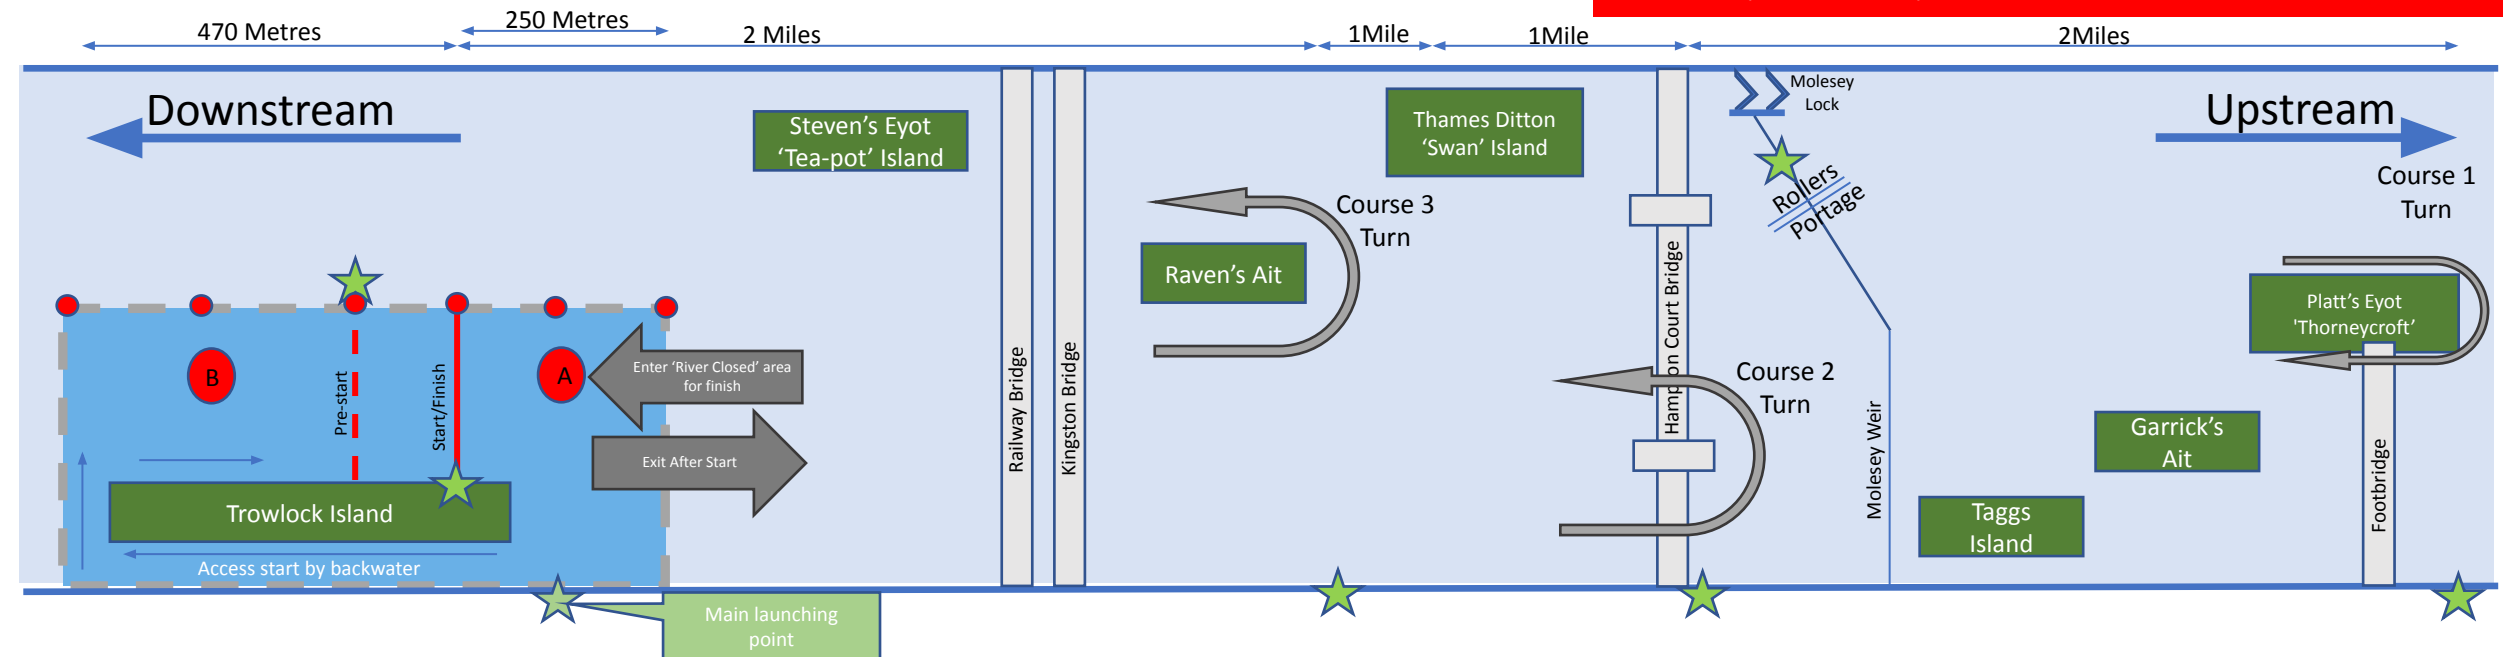 470 Metres
250 Metres
2 Miles
1Mile
1Mile
2Miles
Downstream
Upstream
Steven's Eyot
'Tea-pot' Island
Thames Ditton
'Swan' Island
Molesey
Lock
Rollers
Portage
Course 1
Turn
Course 3
Turn
Raven's Ait
Course 2
Turn
Platt's Eyot
'Thorneycroft'
Railway Bridge
Kingston Bridge
Hampton Court Bridge
Molesey Weir
Footbridge
Garrick's
Ait
Taggs
Island
B
Pre-start
Start/Finish
A
Enter 'River Closed' area
for finish
Exit After Start
Trowlock Island
Access start by backwater
Main launching
point